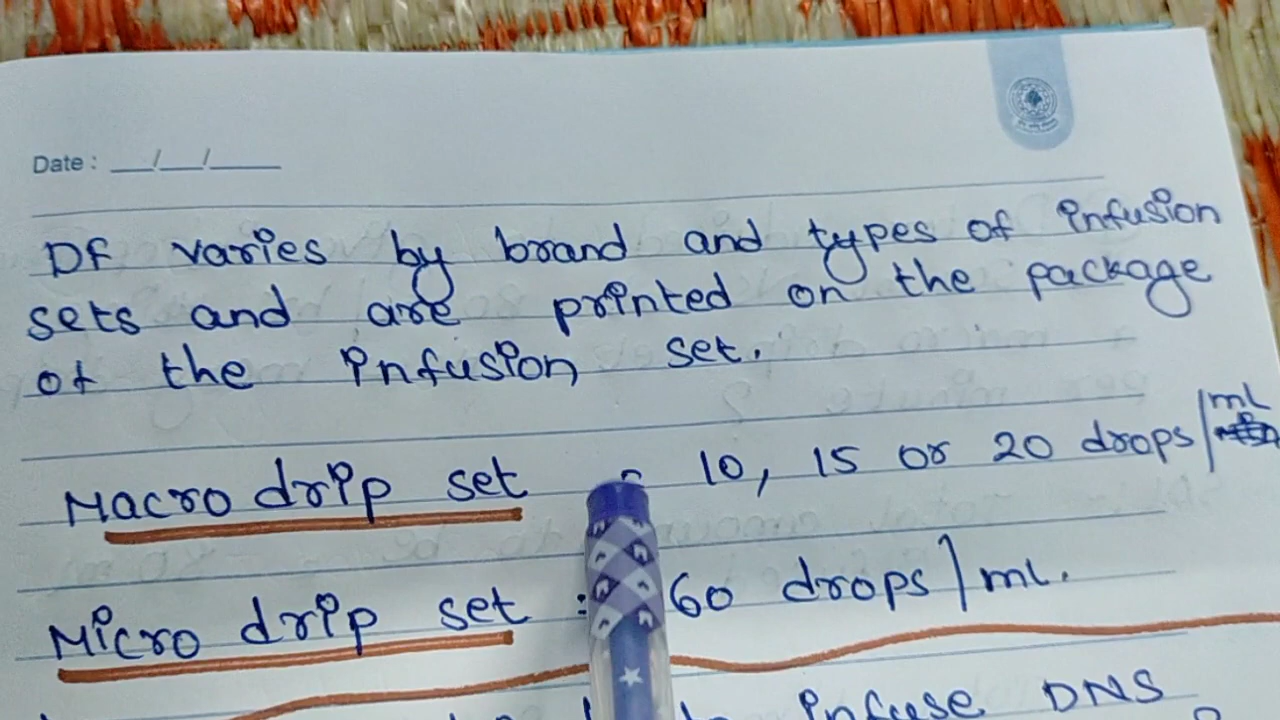 Date : __/__/____
DF varies by brand and types of infusion
sets and are printed on the package
of the infusion set.
Macro drip set : 10, 15 or 20 drops/ml
Micro drip set : 60 drops/ml.
infuse DNS